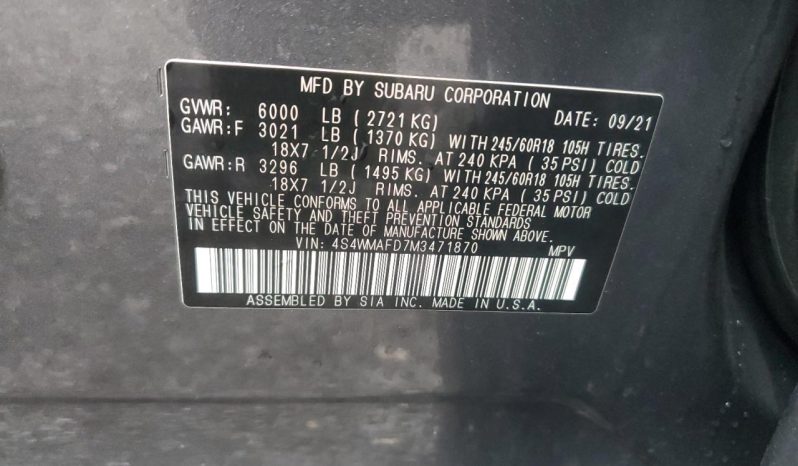 MFD BY SUBARU CORPORATION
GVWR: 6000 LB ( 2721 KG) DATE: 09/21
GAWR:F 3021 LB ( 1370 KG) WITH 245/60R18 105H TIRES.
18X7 1/2J RIMS. AT 240 KPA ( 35 PSI) COLD
GAWR:R 3296 LB ( 1495 KG) WITH 245/60R18 105H TIRES.
18X7 1/2J RIMS. AT 240 KPA ( 35 PSI) COLD
THIS VEHICLE CONFORMS TO ALL APPLICABLE FEDERAL MOTOR
VEHICLE SAFETY AND THEFT PREVENTION STANDARDS
IN EFFECT ON THE DATE OF MANUFACTURE SHOWN ABOVE.
VIN: 4S4WMAFD7M3471870 MPV
ASSEMBLED BY SIA INC. MADE IN U.S.A.